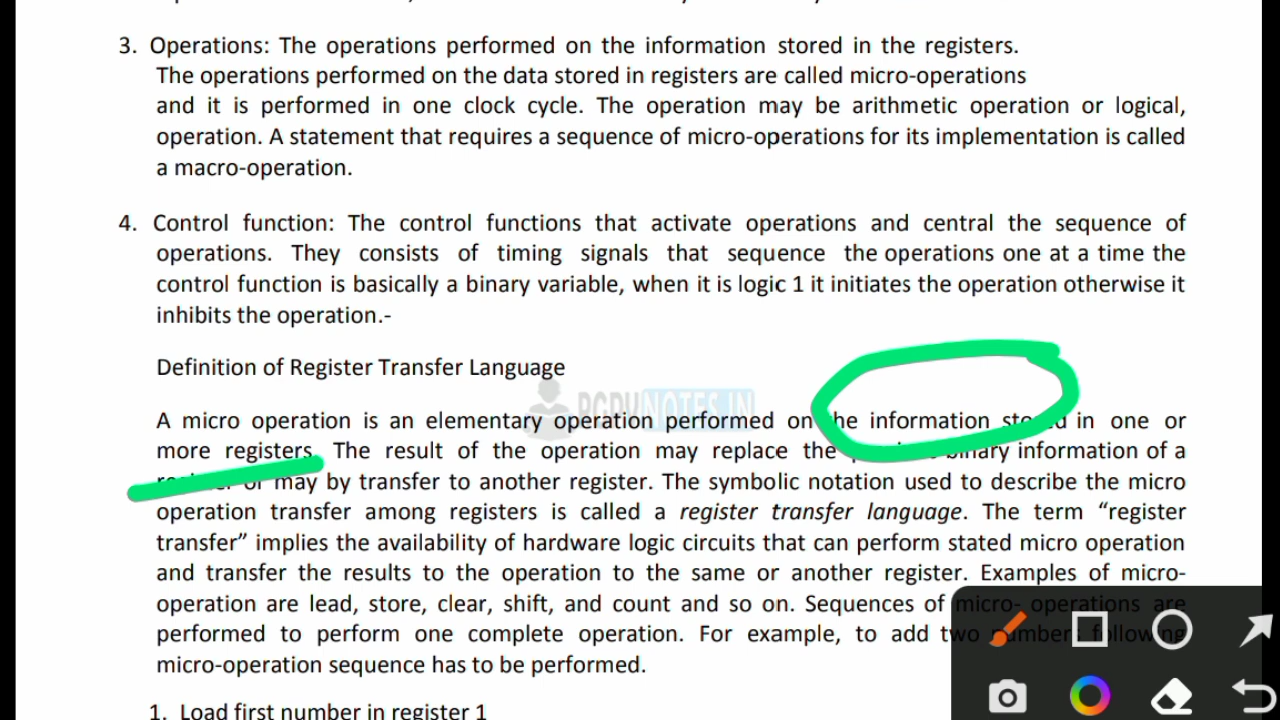 3. Operations: The operations performed on the information stored in the registers.
The operations performed on the data stored in registers are called micro-operations
and it is performed in one clock cycle. The operation may be arithmetic operation or logical,
operation. A statement that requires a sequence of micro-operations for its implementation is called
a macro-operation.
4. Control function: The control functions that activate operations and central the sequence of
operations. They consists of timing signals that sequence the operations one at a time the
control function is basically a binary variable, when it is logic 1 it initiates the operation otherwise it
inhibits the operation.-
Definition of Register Transfer Language
RGPVNOTES.IN
A micro operation is an elementary operation performed on the information stored in one or
more registers. The result of the operation may replace the binary information of a
register or may by transfer to another register. The symbolic notation used to describe the micro
operation transfer among registers is called a register transfer language. The term “register
transfer” implies the availability of hardware logic circuits that can perform stated micro operation
and transfer the results to the operation to the same or another register. Examples of micro-
operation are lead, store, clear, shift, and count and so on. Sequences of micro- operations are
performed to perform one complete operation. For example, to add two numbers following
micro-operation sequence has to be performed.
1. Load first number in register 1